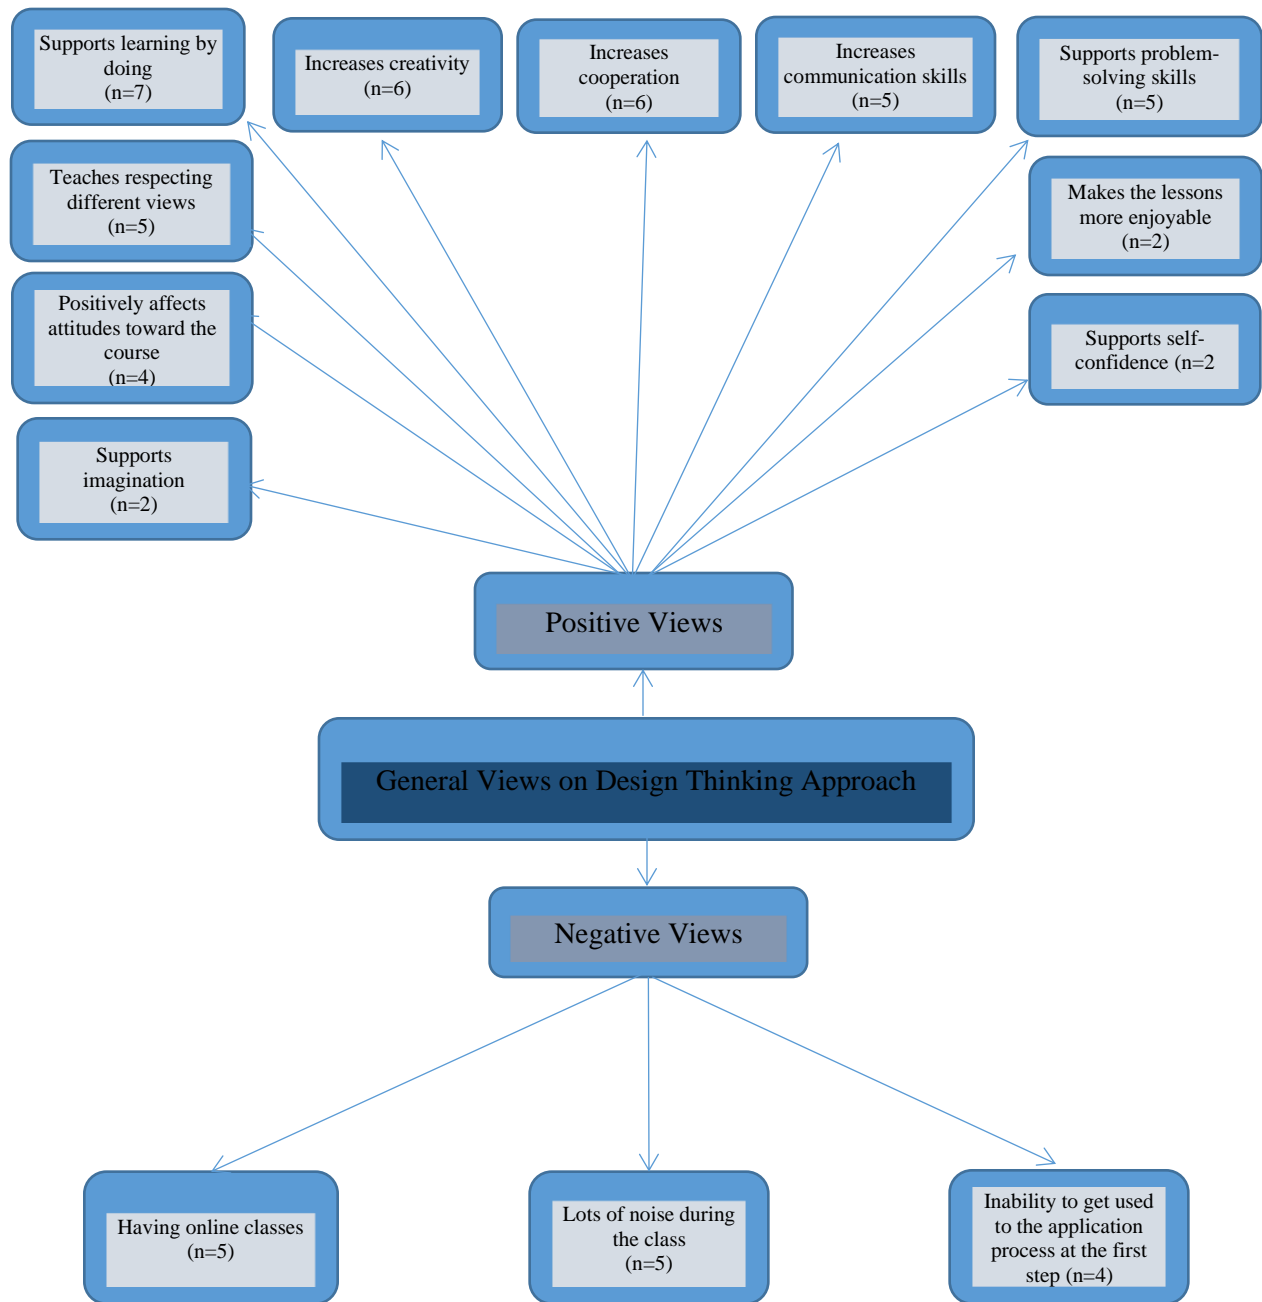 Supports learning by
doing
(n=7)
Increases creativity
(n=6)
Increases
cooperation
(n=6)
Increases
communication skills
(n=5)
Supports problem-
solving skills
(n=5)
Teaches respecting
different views
(n=5)
Makes the lessons
more enjoyable
(n=2)
Positively affects
attitudes toward the
course
(n=4)
Supports self-
confidence (n=2
Supports
imagination
(n=2)
Positive Views
General Views on Design Thinking Approach
Negative Views
Having online classes
(n=5)
Lots of noise during
the class
(n=5)
Inability to get used
to the application
process at the first
step (n=4)